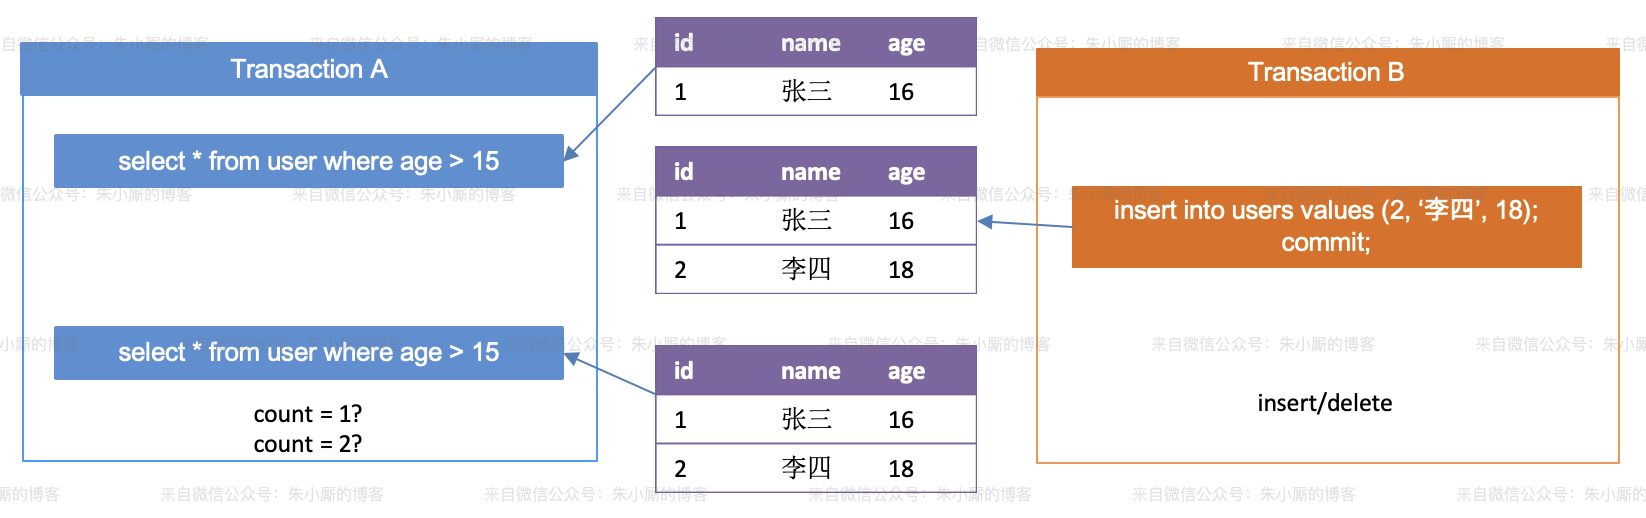 Transaction A
select * from user where age > 15
select * from user where age > 15
count = 1?
count = 2?
id name age
1 张三 16
id name age
1 张三 16
2 李四 18
id name age
1 张三 16
2 李四 18
Transaction B
insert into users values (2, ‘李四’, 18);
commit;
insert/delete
来自微信公众号：朱小厮的博客